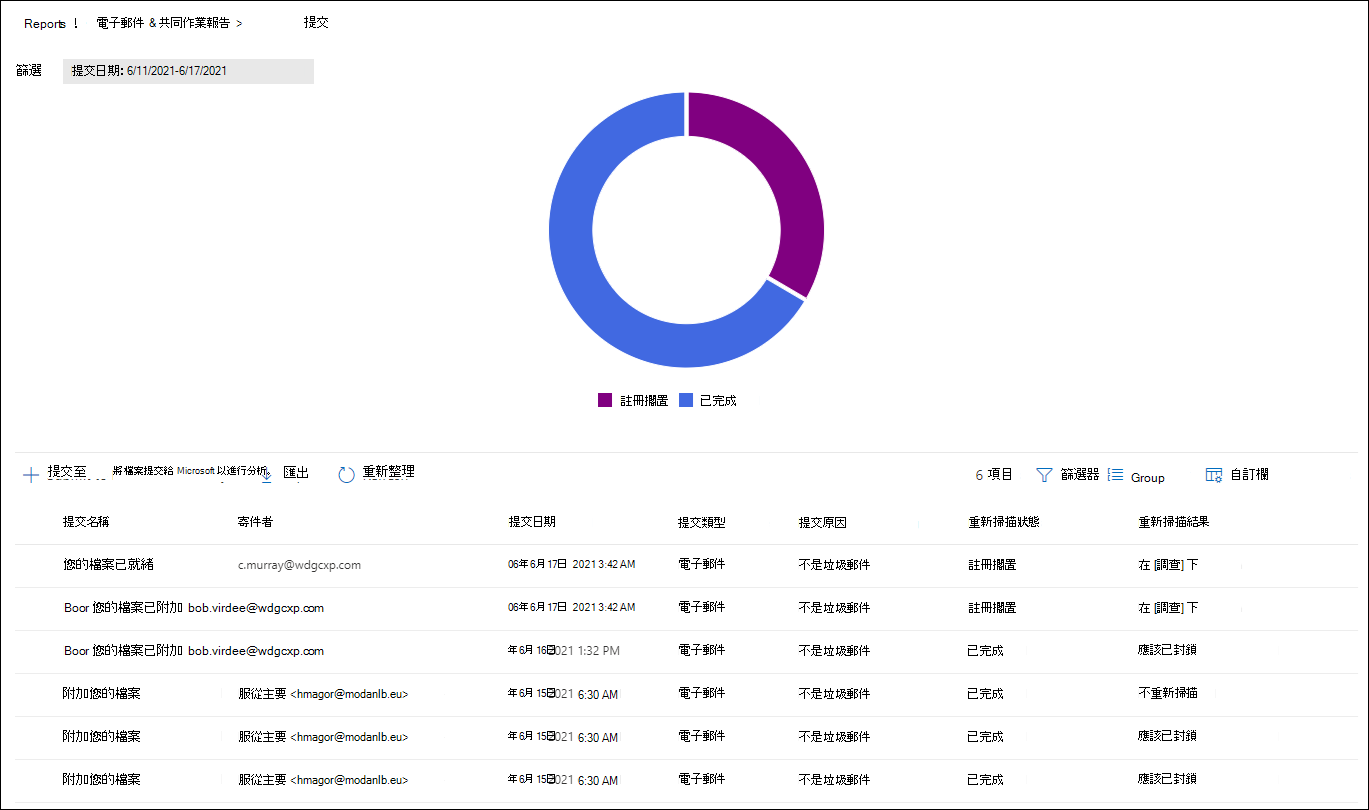 Reports ! 電子郵件 & 共同作業報告 > 提交
篩選 提交日期: 6/11/2021-6/17/2021
註冊擱置 已完成
提交至 將檔案提交給 Microsoft 以進行分析 匯出 重新整理 6 項目 篩選器 Group 自訂欄
提交名稱 寄件者 提交日期 提交類型 提交原因 重新掃描狀態 重新掃描結果
您的檔案已就緒 c.murray@wdgcxp.com 06年 6月 17日 2021 3:42 AM 電子郵件 不是垃圾郵件 註冊擱置 在 [調查] 下
Boor 您的檔案已附加 bob.virdee@wdgcxp.com 06年 6月 17日 2021 3:42 AM 電子郵件 不是垃圾郵件 註冊擱置 在 [調查] 下
Boor 您的檔案已附加 bob.virdee@wdgcxp.com 年 6月 16日 2021 1:32 PM 電子郵件 不是垃圾郵件 已完成 應該已封鎖
附加您的檔案 服從主要 <hmagor@modanlb.eu> 年 6月 15日 2021 6:30 AM 電子郵件 不是垃圾郵件 已完成 不重新掃描
附加您的檔案 服從主要 <hmagor@modanlb.eu> 年 6月 15日 2021 6:30 AM 電子郵件 不是垃圾郵件 已完成 應該已封鎖
附加您的檔案 服從主要 <hmagor@modanlb.eu> 年 6月 15日 2021 6:30 AM 電子郵件 不是垃圾郵件 已完成 應該已封鎖